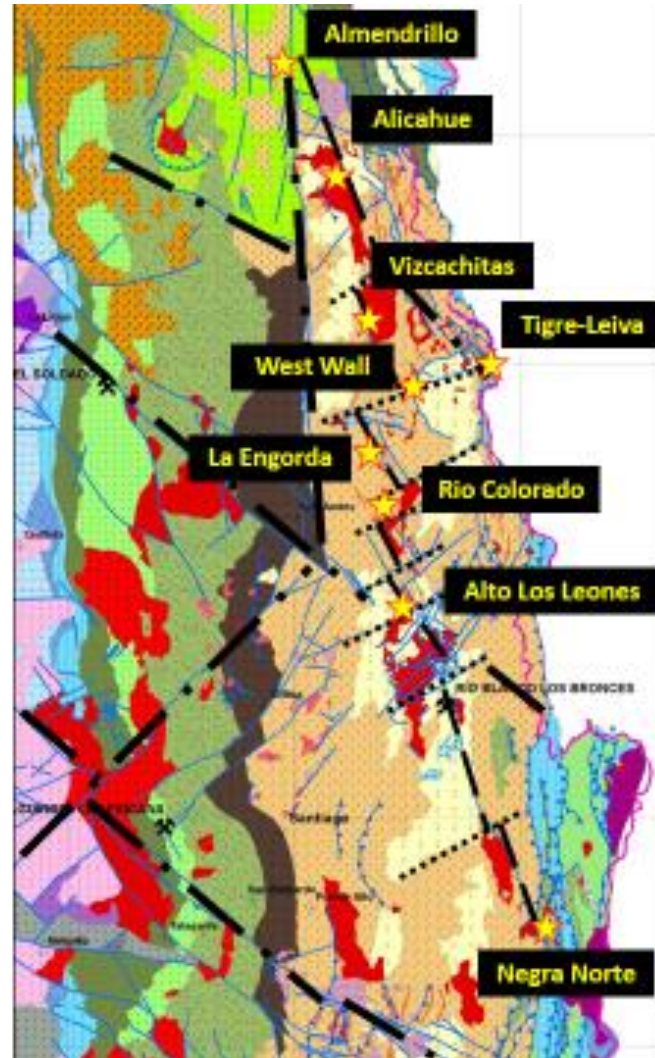 Almendrillo
Alicahue
Vizcachitas
Tigre-Leiva
West Wall
EL SOLDADO
La Engorda
Rio Colorado
Alto Los Leones
RIO BLANCO LOS BRONCES
Santiago
Talagante
Negra Norte